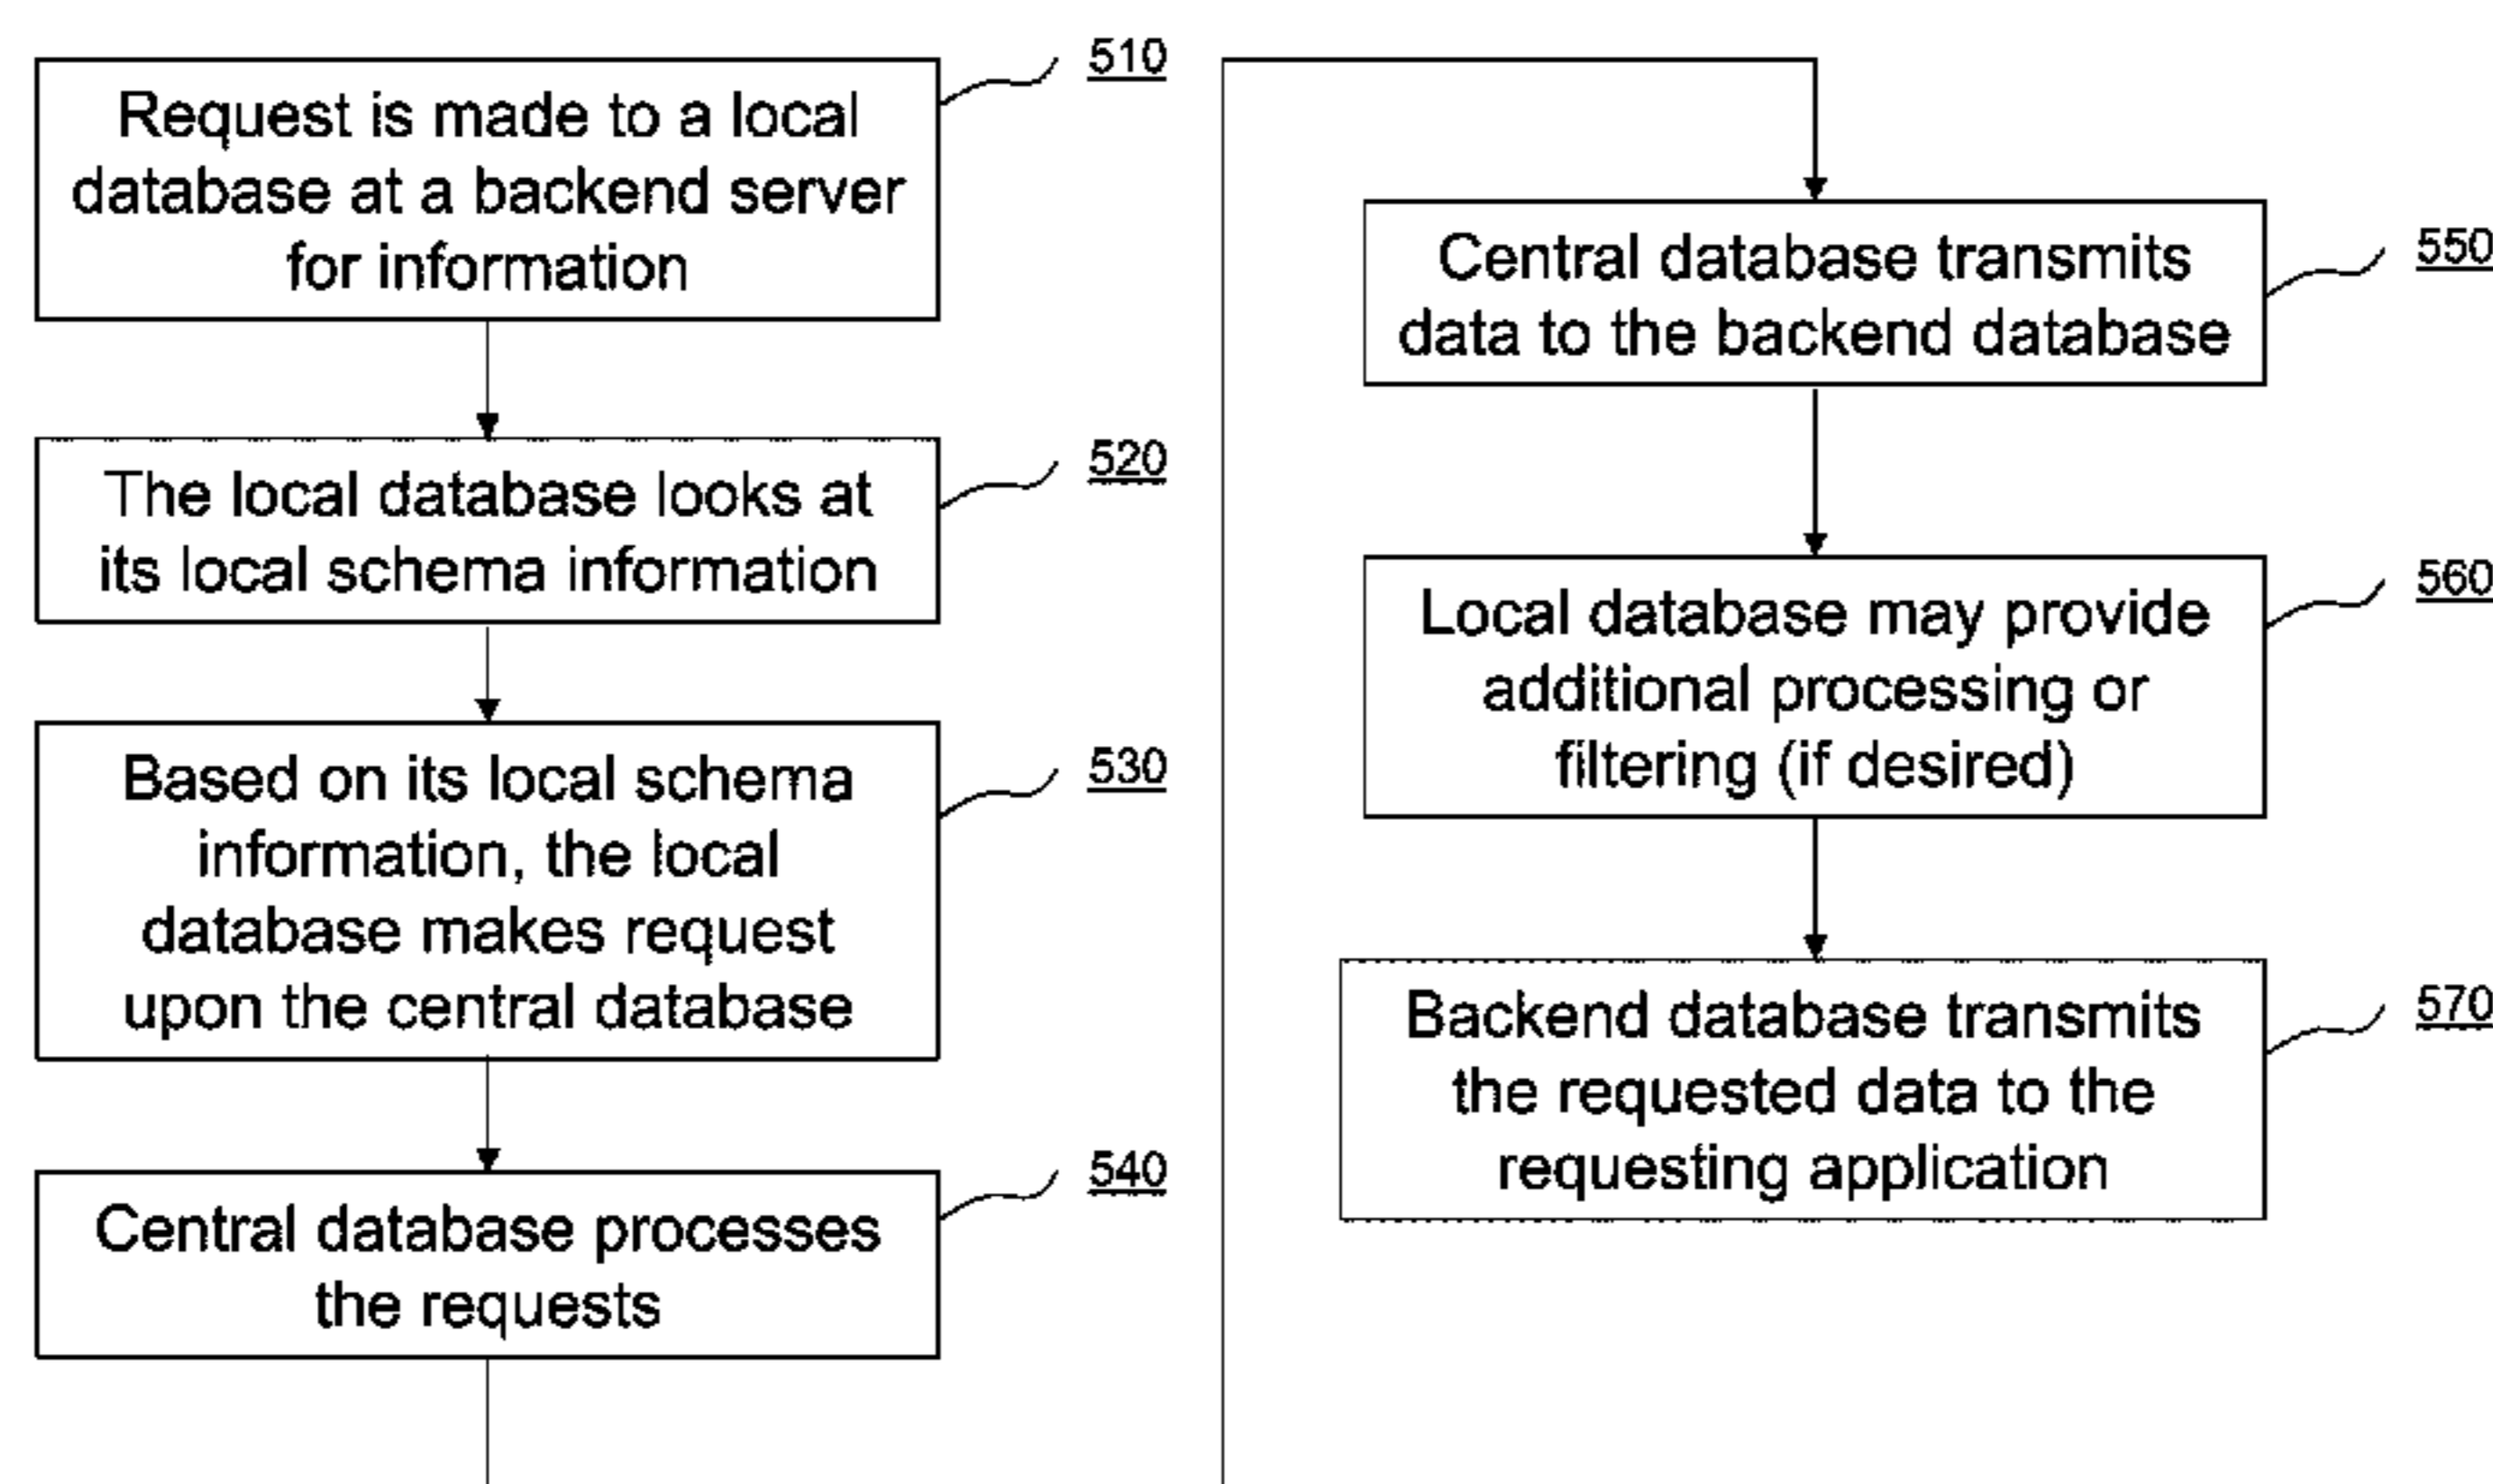 510
Request is made to a local
database at a backend server
for information
520
The local database looks at
its local schema information
530
Based on its local schema
information, the local
database makes request
upon the central database
540
Central database processes
the requests
550
Central database transmits
data to the backend database
560
Local database may provide
additional processing or
filtering (if desired)
570
Backend database transmits
the requested data to the
requesting application